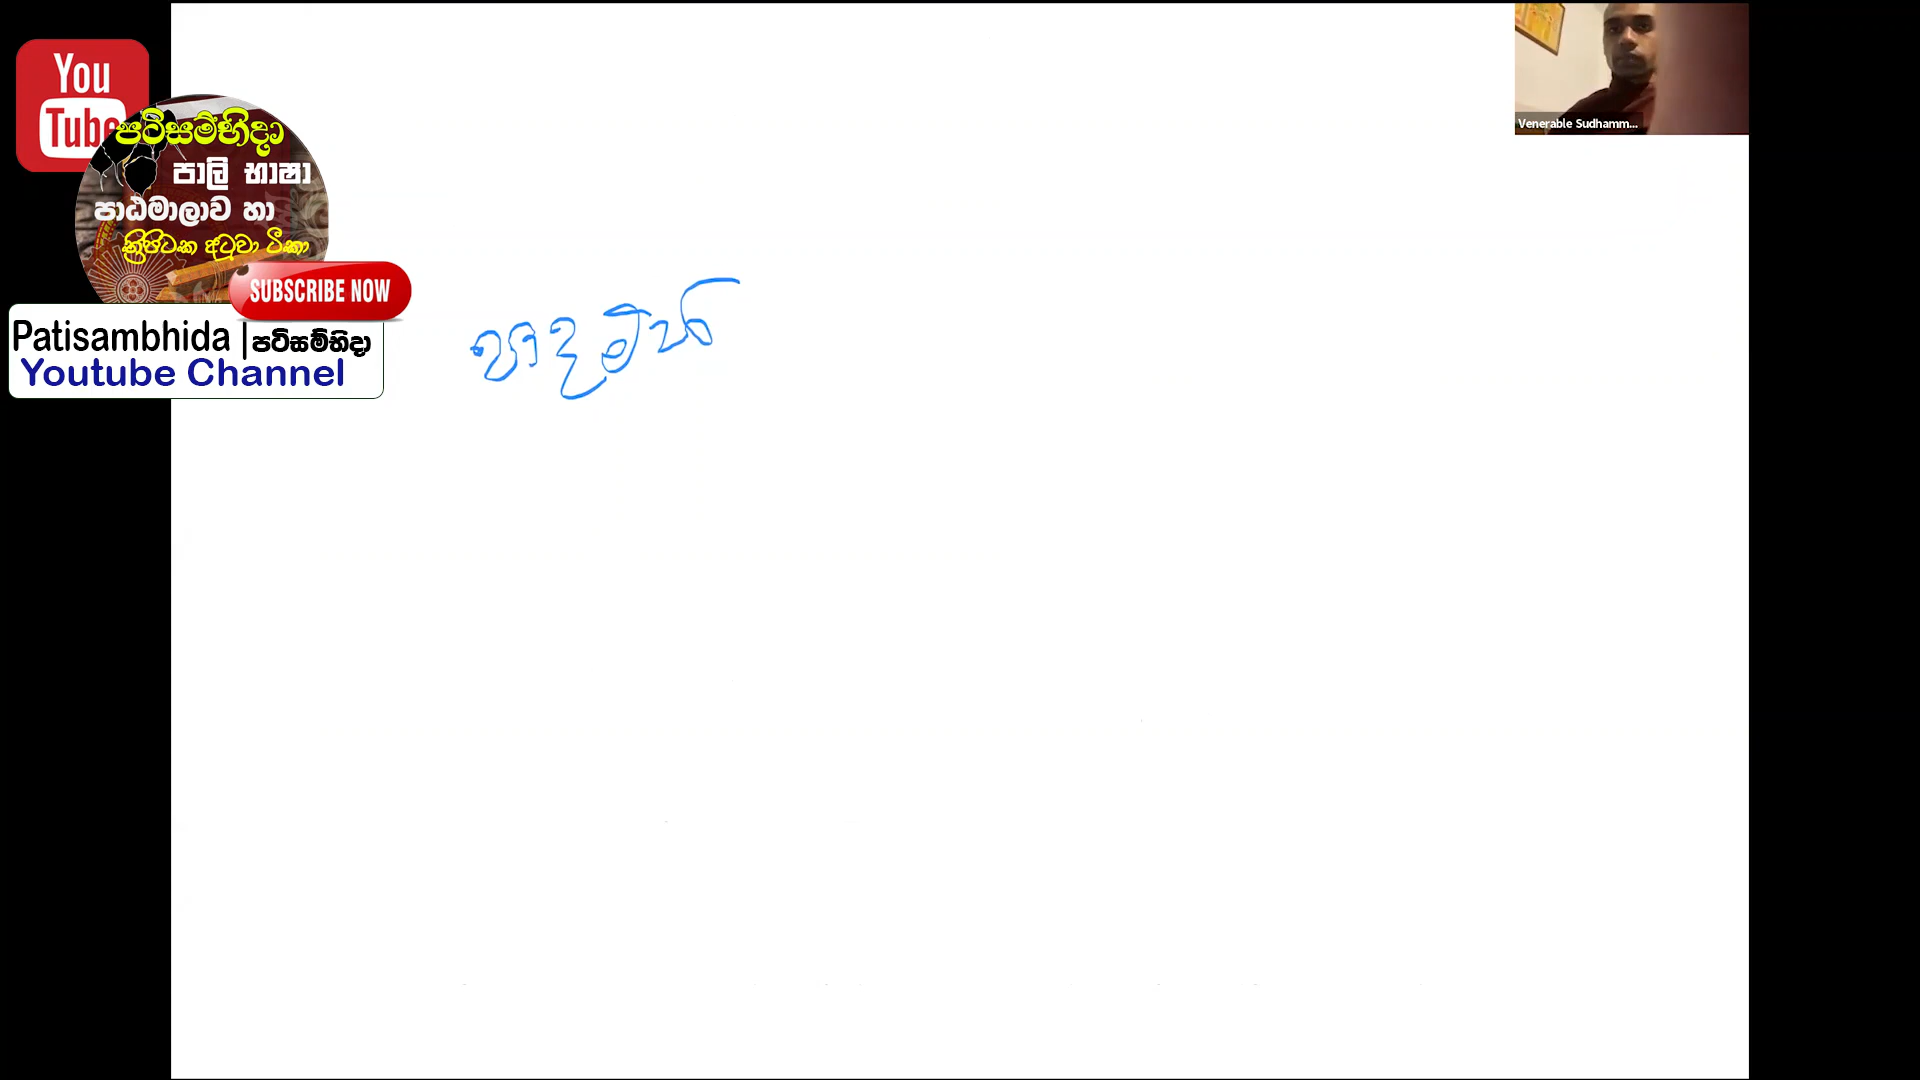 You
Tube
පටිසම්භිදා
පාලි භාෂා
පාඨමාලාව හා
ත්‍රිපිටක අටුවා ටීකා
SUBSCRIBE NOW
Patisambhida | පටිසම්භිදා
Youtube Channel
Venerable Sudhamm...